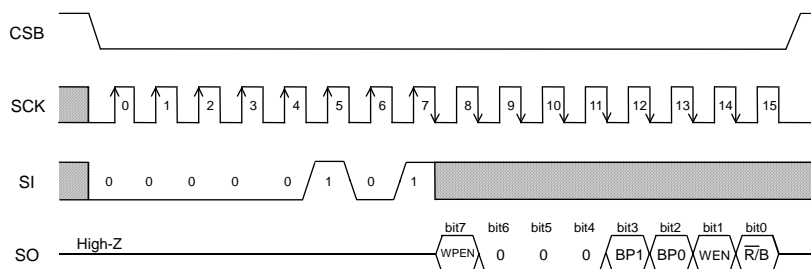 CSB
SCK 0 1 2 3 4 5 6 7 8 9 10 11 12 13 14 15
SI 0 0 0 0 0 1 0 1
bit7 bit6 bit5 bit4 bit3 bit2 bit1 bit0
SO High-Z WPEN 0 0 0 BP1 BP0 WEN R̅/B